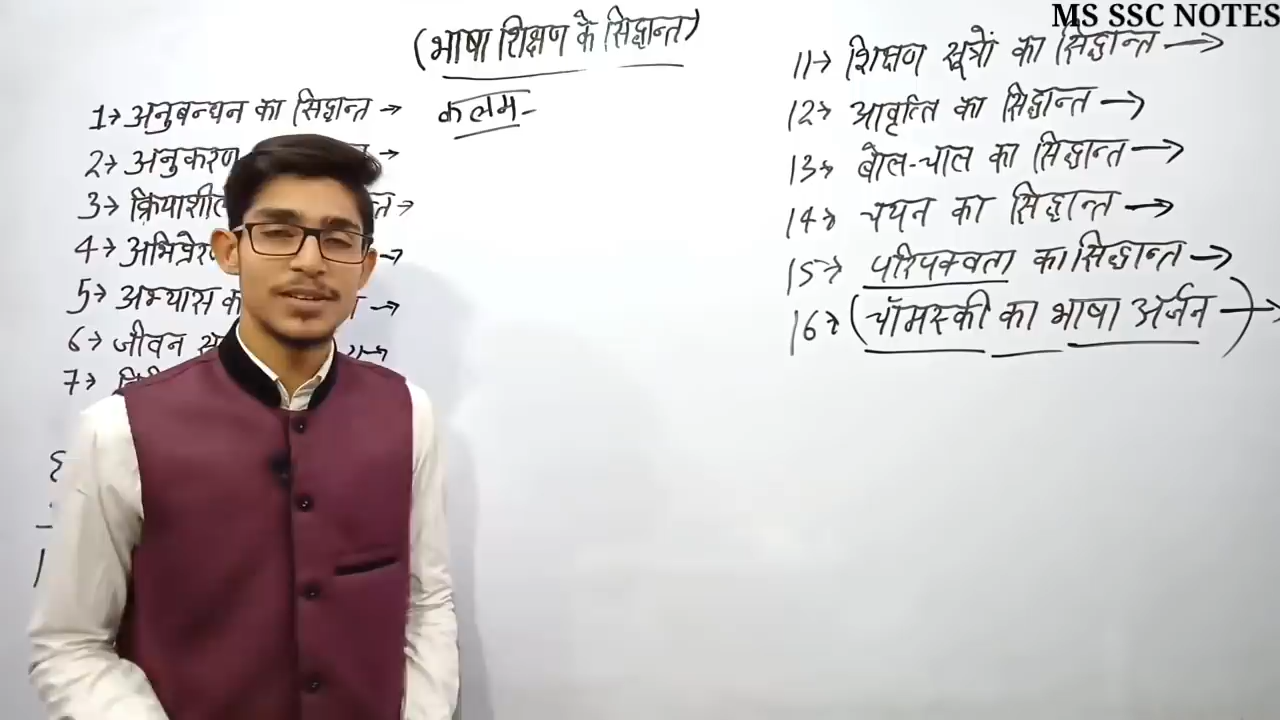 MS SSC NOTES
(भाषा शिक्षण के सिद्धान्त)
1→ अनुबन्धन का सिद्धान्त →
कलम-
2→ अनुकरण →
3→
4→
5→ अभ्यास →
6→ जीवन
7→
11→ शिक्षण सूत्रों का सिद्धान्त →
12→ आवृत्ति का सिद्धान्त →
13→ बोल-चाल का सिद्धान्त →
14→ चयन का सिद्धान्त →
15→ परिपक्वता का सिद्धान्त →
16→ (चॉमस्की का भाषा अर्जन →)→